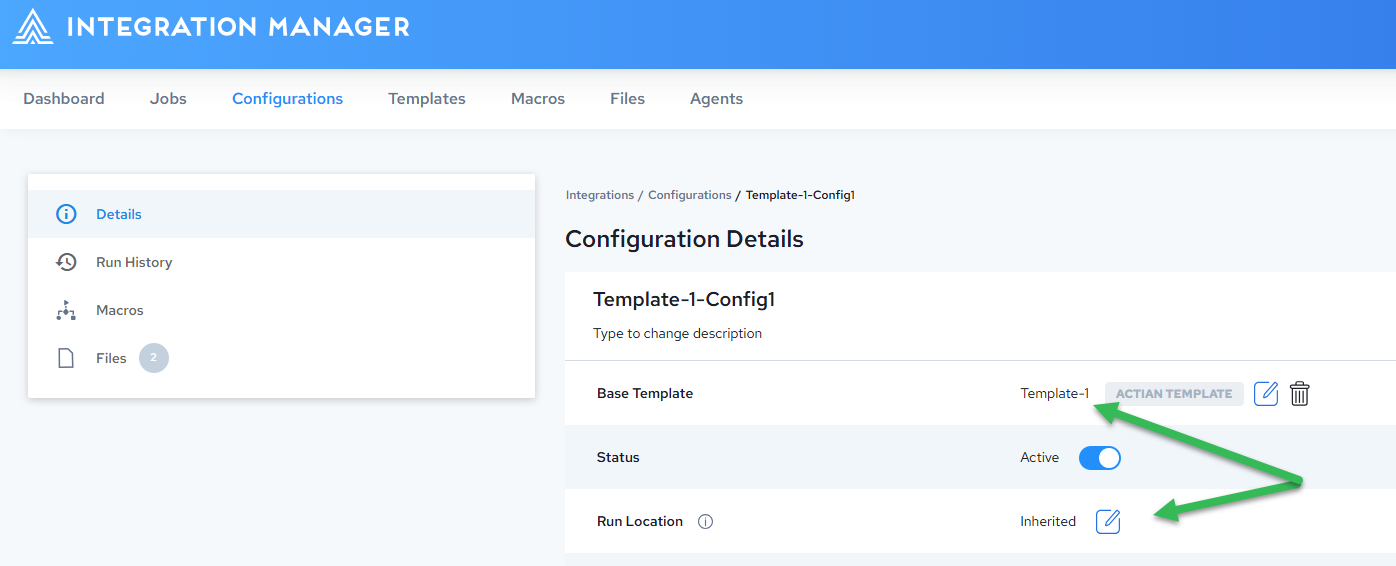 INTEGRATION MANAGER
Dashboard Jobs Configurations Templates Macros Files Agents
Details
Run History
Macros
Files 2
Integrations / Configurations / Template-1-Config1
Configuration Details
Template-1-Config1
Type to change description
Base Template Template-1 ACTIAN TEMPLATE
Status Active
Run Location Inherited